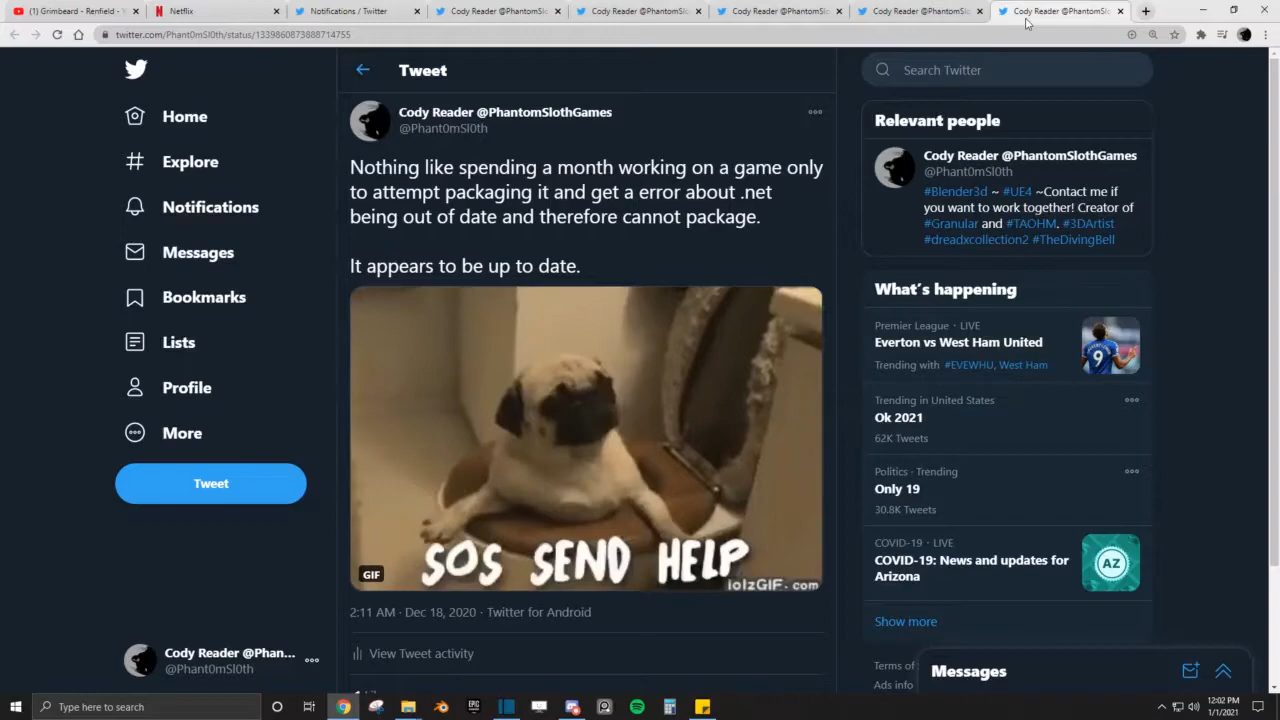 Grimbeard - Renfield - Y
Netflix
Notifications / Twitter
Cody Reader @PhantomSl
Cody Reader @PhantomSl
Cody Reader @PhantomSl
Cody Reader @PhantomSl
Cody Reader @PhantomSl
twitter.com/Phant0mSl0th/status/1339860873888714755
Home
Explore
Notifications
Messages
Bookmarks
Lists
Profile
More
Tweet
Cody Reader @Phan...
@Phant0mSl0th
Tweet
Cody Reader @PhantomSlothGames
@Phant0mSl0th
Nothing like spending a month working on a game only
to attempt packaging it and get a error about .net
being out of date and therefore cannot package.
It appears to be up to date.
SOS SEND HELP
GIF
lolzGIF.com
2:11 AM · Dec 18, 2020 · Twitter for Android
View Tweet activity
Search Twitter
Relevant people
Cody Reader @PhantomSlothGames
@Phant0mSl0th
#Blender3d ~ #UE4 ~Contact me if
you want to work together! Creator of
#Granular and #TAOHM. #3DArtist
#dreadxcollection2 #TheDivingBell
What's happening
Premier League · LIVE
Everton vs West Ham United
Trending with #EVEWHU, West Ham
Trending in United States
Ok 2021
62K Tweets
Politics · Trending
Only 19
30.8K Tweets
COVID-19 · LIVE
COVID-19: News and updates for
Arizona
AZ
Show more
Terms of
Ads info
Messages
Type here to search
EPIC
12:02 PM
1/1/2021